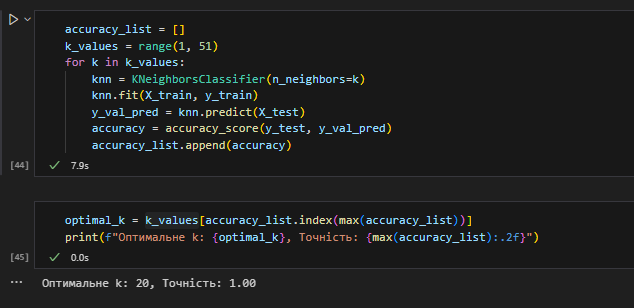 accuracy_list = []
k_values = range(1, 51)
for k in k_values:
    knn = KNeighborsClassifier(n_neighbors=k)
    knn.fit(X_train, y_train)
    y_val_pred = knn.predict(X_test)
    accuracy = accuracy_score(y_test, y_val_pred)
    accuracy_list.append(accuracy)
[44] 7.9s
optimal_k = k_values[accuracy_list.index(max(accuracy_list))]
print(f"Оптимальне k: {optimal_k}, Точність: {max(accuracy_list):.2f}")
[45] 0.0s
... Оптимальне k: 20, Точність: 1.00